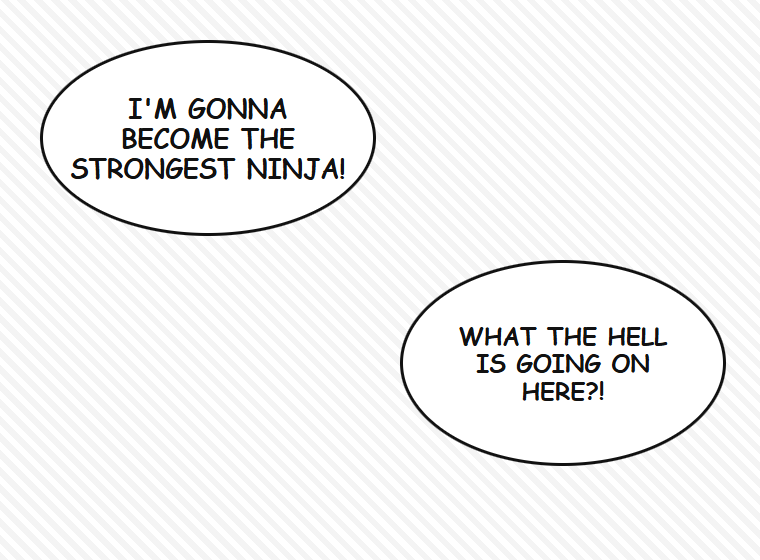 I'M GONNA
BECOME THE
STRONGEST NINJA!
WHAT THE HELL
IS GOING ON
HERE?!